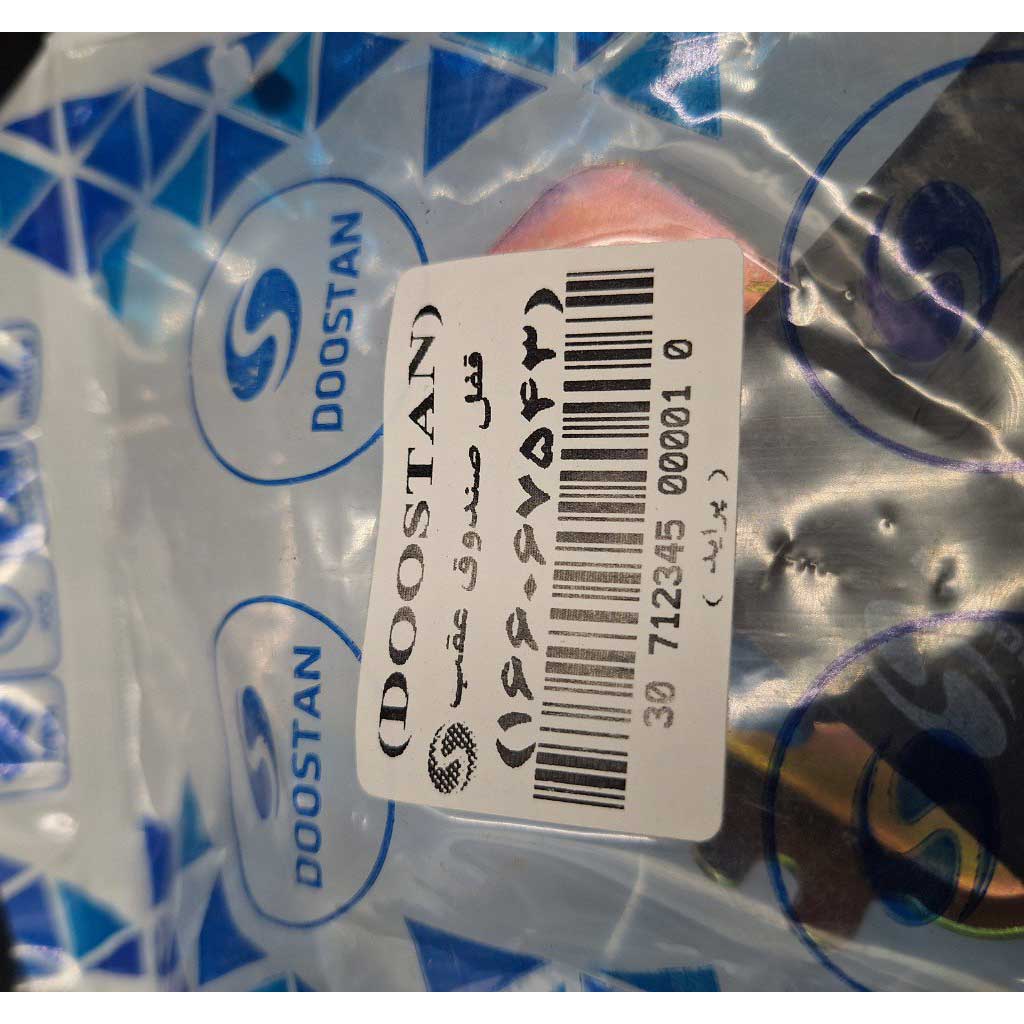 (DOOSTAN)
قفل صندوق عقب
(۱۶۶۰۶۷۵۴۳)
30 712345 00001 0
( پراید )
DOOSTAN
DOOSTAN